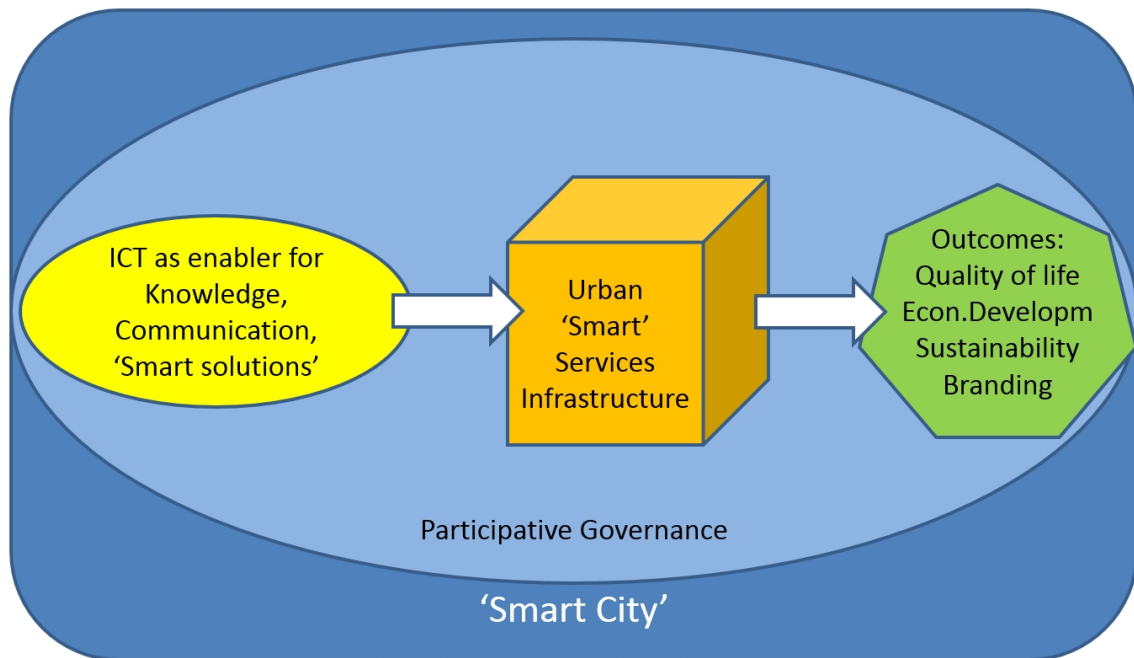 ICT as enabler for
Knowledge,
Communication,
‘Smart solutions’
Urban
‘Smart’
Services
Infrastructure
Outcomes:
Quality of life
Econ.Developm
Sustainability
Branding
Participative Governance
‘Smart City’